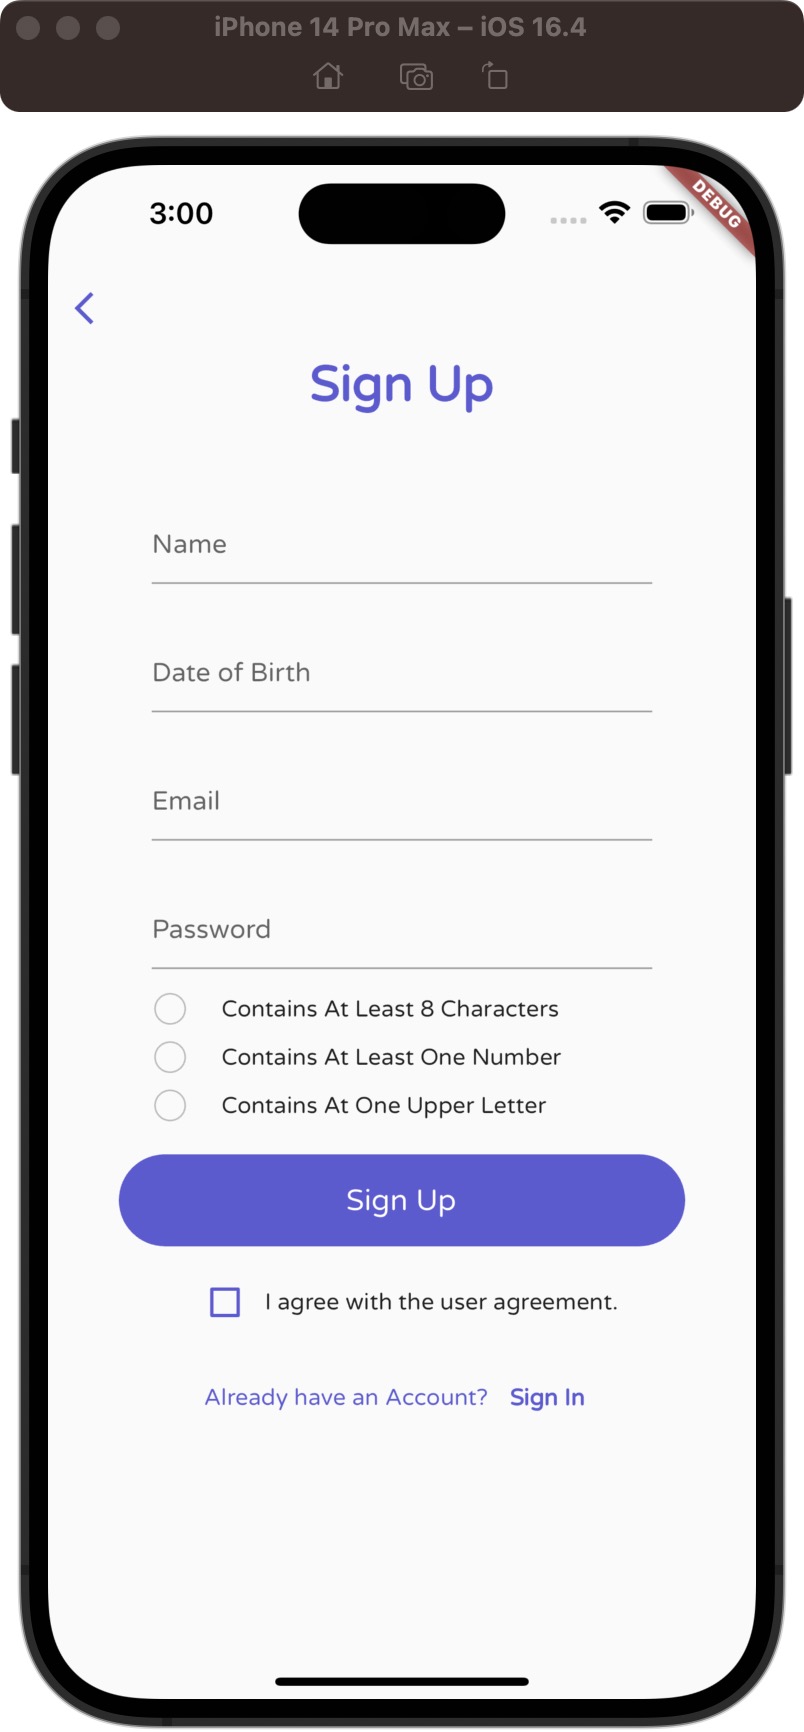 iPhone 14 Pro Max – iOS 16.4
3:00
DEBUG
Sign Up
Name
Date of Birth
Email
Password
Contains At Least 8 Characters
Contains At Least One Number
Contains At One Upper Letter
Sign Up
I agree with the user agreement.
Already have an Account? Sign In